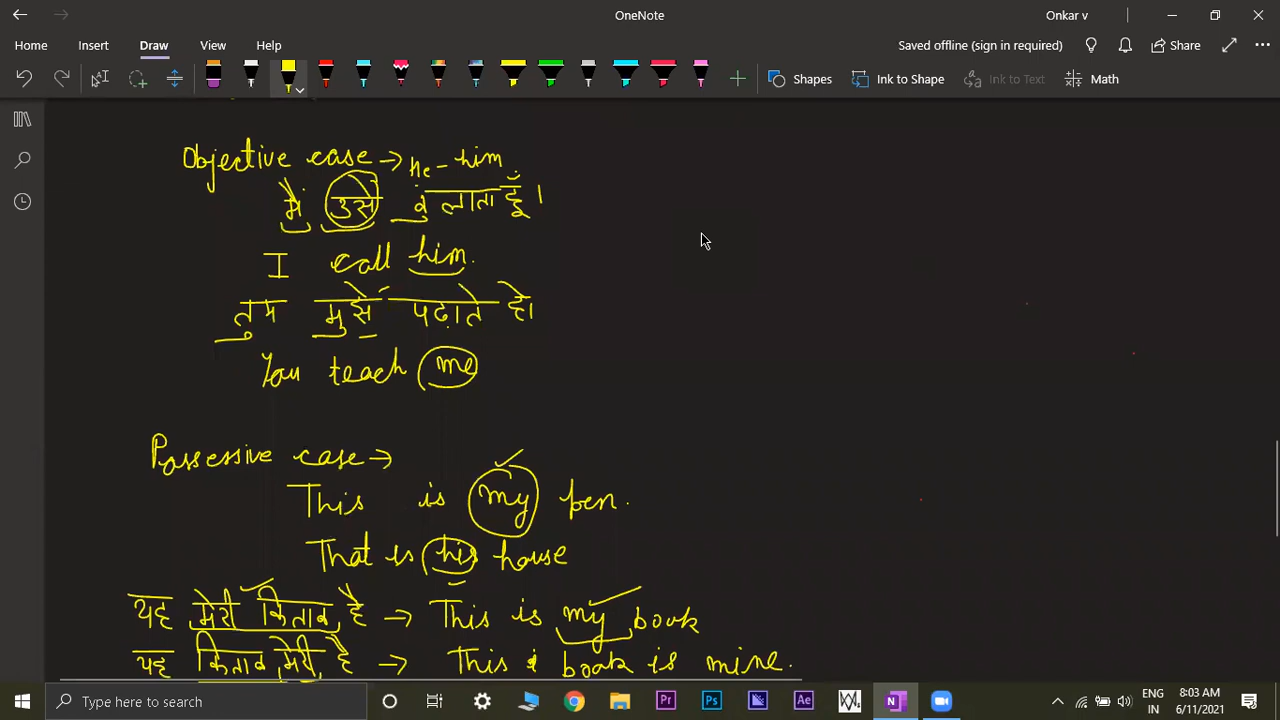 OneNote
Onkar v
Home Insert Draw View Help
Saved offline (sign in required)
Share
Shapes
Ink to Shape
Ink to Text
Math
Objective case → he - him
मैं उसे बुलाता हूँ।
I call him.
तुम मुझे पढ़ाते हो।
You teach me
Possessive case →
This is my pen.
That is his house
यह मेरी किताब है → This is my book
यह किताब मेरी है → This book is mine.
Type here to search
Pr Ps Ae N
ENG 8:03 AM
IN 6/11/2021